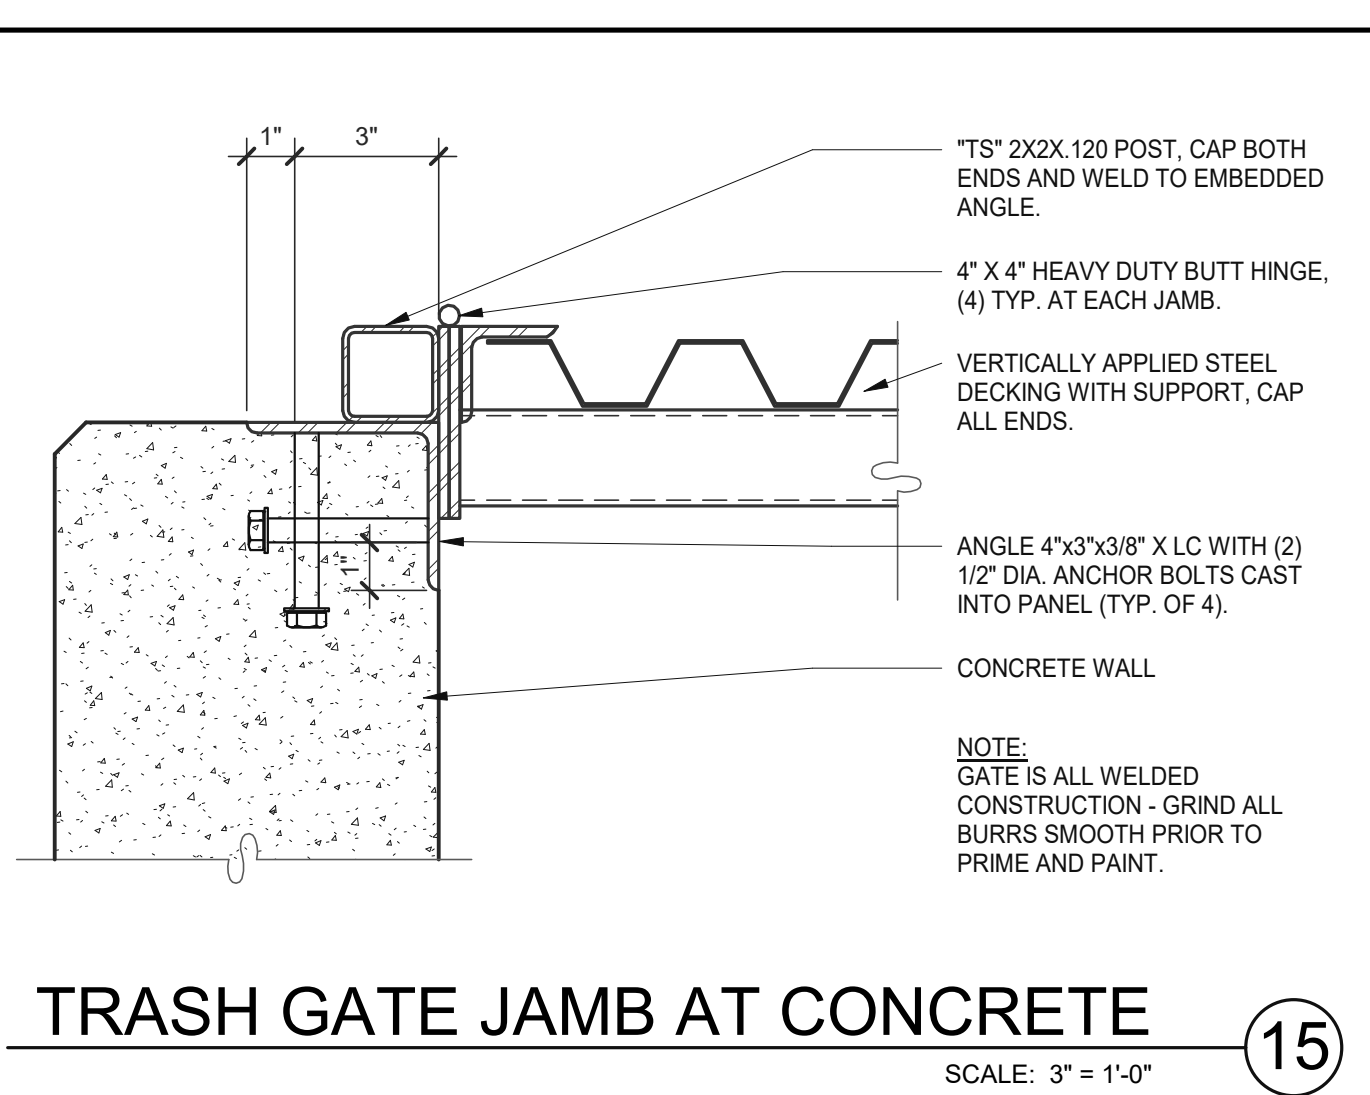 1" 3"
"TS" 2X2X.120 POST, CAP BOTH
ENDS AND WELD TO EMBEDDED
ANGLE.
4" X 4" HEAVY DUTY BUTT HINGE,
(4) TYP. AT EACH JAMB.
VERTICALLY APPLIED STEEL
DECKING WITH SUPPORT, CAP
ALL ENDS.
1"
ANGLE 4"x3"x3/8" X LC WITH (2)
1/2" DIA. ANCHOR BOLTS CAST
INTO PANEL (TYP. OF 4).
CONCRETE WALL
NOTE:
GATE IS ALL WELDED
CONSTRUCTION - GRIND ALL
BURRS SMOOTH PRIOR TO
PRIME AND PAINT.
TRASH GATE JAMB AT CONCRETE
15
SCALE: 3" = 1'-0"